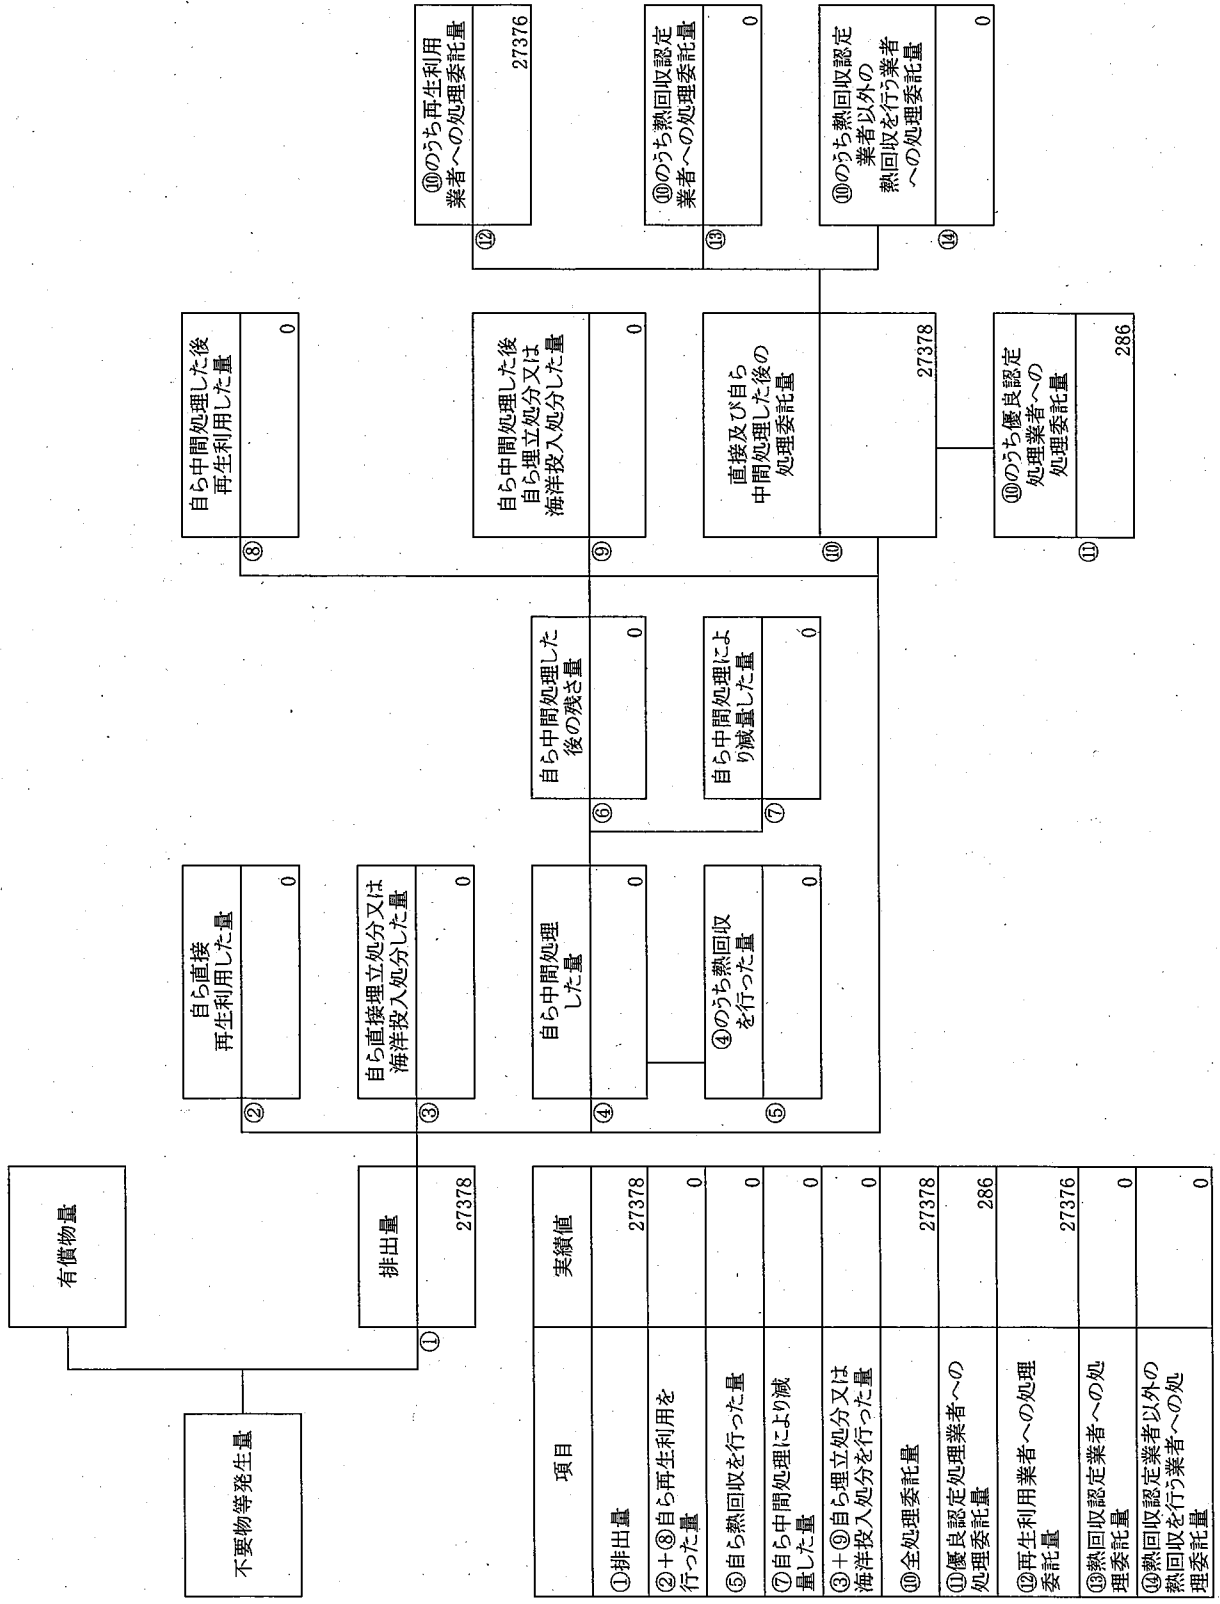 不要物等発生量
有償物量
①
排出量
27378
②
自ら直接
再生利用した量
0
③
自ら直接埋立処分又は
海洋投入処分した量
0
④
自ら中間処理
した量
0
⑤
④のうち熱回収
を行った量
0
⑥
自ら中間処理した
後の残さ量
0
⑦
自ら中間処理によ
り減量した量
0
⑧
自ら中間処理した後
再生利用した量
0
⑨
自ら中間処理した後
自ら埋立処分又は
海洋投入処分した量
0
⑩
直接及び自ら
中間処理した後の
処理委託量
27378
⑪
⑩のうち優良認定
処理業者への
処理委託量
286
⑫
⑩のうち再生利用
業者への処理委託量
27376
⑬
⑩のうち熱回収認定
業者への処理委託量
0
⑭
⑩のうち熱回収認定
業者以外の
熱回収を行う業者
への処理委託量
0
項目 実績値
①排出量 27378
②+⑧自ら再生利用を
行った量 0
⑤自ら熱回収を行った量 0
⑦自ら中間処理により減
量した量 0
③+⑨自ら埋立処分又は
海洋投入処分を行った量 0
⑩全処理委託量 27378
⑪優良認定処理業者への
処理委託量 286
⑫再生利用業者への処理
委託量 27376
⑬熱回収認定業者への処
理委託量 0
⑭熱回収認定業者以外の
熱回収を行う業者への処
理委託量 0